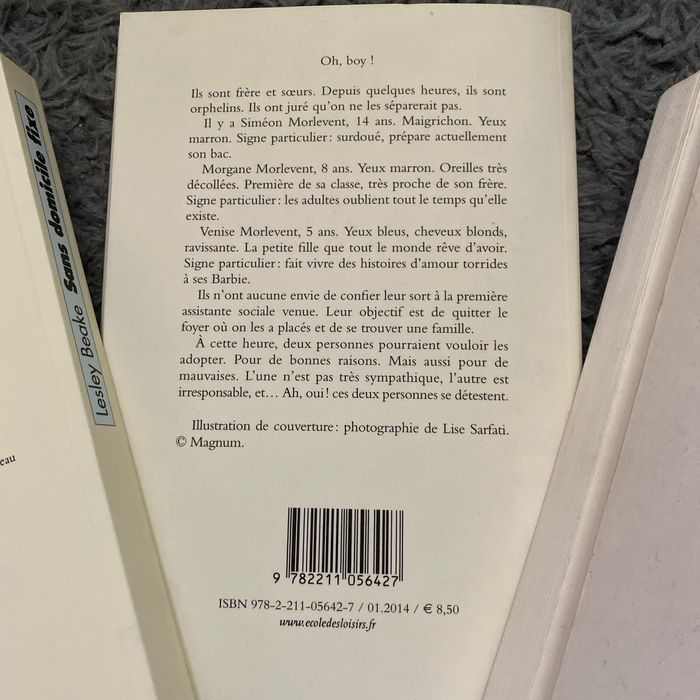 Oh, boy !
Ils sont frère et sœurs. Depuis quelques heures, ils sont
orphelins. Ils ont juré qu'on ne les séparerait pas.
Il y a Siméon Morlevent, 14 ans. Maigrichon. Yeux
marron. Signe particulier : surdoué, prépare actuellement
son bac.
Morgane Morlevent, 8 ans. Yeux marron. Oreilles très
décollées. Première de sa classe, très proche de son frère.
Signe particulier : les adultes oublient tout le temps qu'elle
existe.
Venise Morlevent, 5 ans. Yeux bleus, cheveux blonds,
ravissante. La petite fille que tout le monde rêve d'avoir.
Signe particulier : fait vivre des histoires d'amour torrides
à ses Barbie.
Ils n'ont aucune envie de confier leur sort à la première
assistante sociale venue. Leur objectif est de quitter le
foyer où on les a placés et de se trouver une famille.
À cette heure, deux personnes pourraient vouloir les
adopter. Pour de bonnes raisons. Mais aussi pour de
mauvaises. L'une n'est pas très sympathique, l'autre est
irresponsable, et… Ah, oui ! ces deux personnes se détestent.
Illustration de couverture : photographie de Lise Sarfati.
© Magnum.
9 782211 056427
ISBN 978-2-211-05642-7 / 01.2014 / € 8,50
www.ecoledesloisirs.fr
Lesley Beake Sans domicile fixe
eau